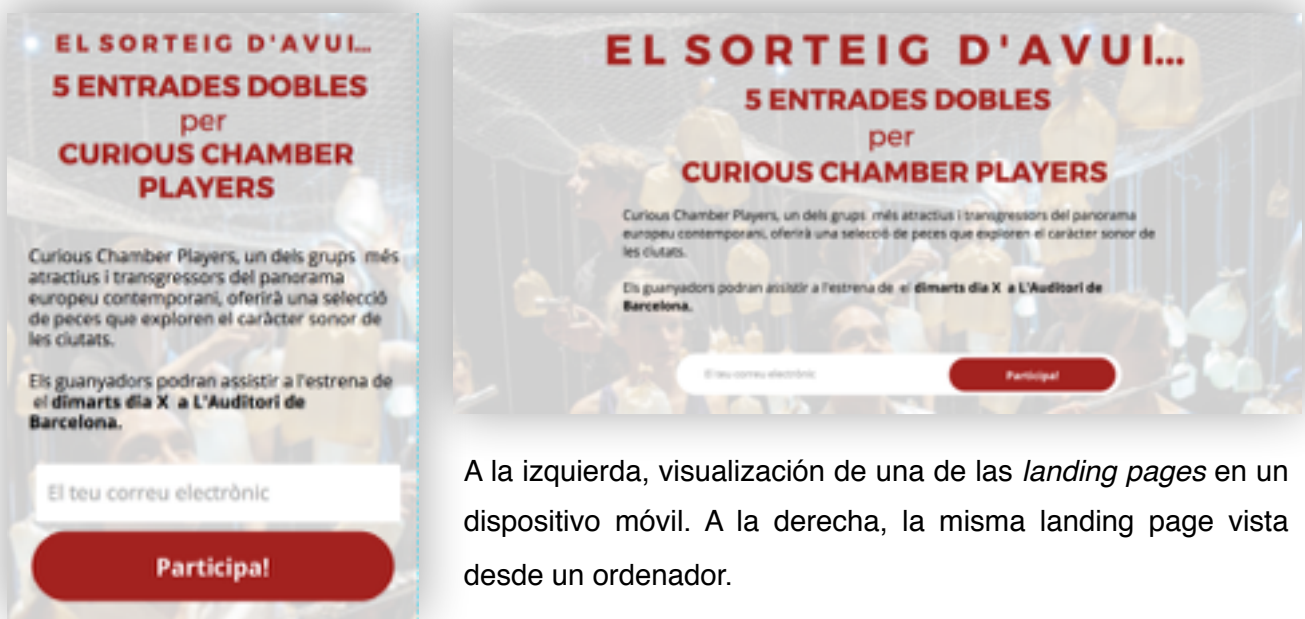 EL SORTEIG D'AVUI...
5 ENTRADES DOBLES
per
CURIOUS CHAMBER
PLAYERS
Curious Chamber Players, un dels grups més
atractius i transgressors del panorama
europeu contemporani, oferirà una selecció
de peces que exploren el caràcter sonor de
les ciutats.
Els guanyadors podran assistir a l'estrena de
el dimarts dia X a L'Auditori de
Barcelona.
El teu correu electrònic
Participa!
EL SORTEIG D'AVUI...
5 ENTRADES DOBLES
per
CURIOUS CHAMBER PLAYERS
Curious Chamber Players, un dels grups més atractius i transgressors del panorama
europeu contemporani, oferirà una selecció de peces que exploren el caràcter sonor de
les ciutats.
Els guanyadors podran assistir a l'estrena de el dimarts dia X a L'Auditori de
Barcelona.
El teu correu electrònic
Participa!
A la izquierda, visualización de una de las landing pages en un
dispositivo móvil. A la derecha, la misma landing page vista
desde un ordenador.